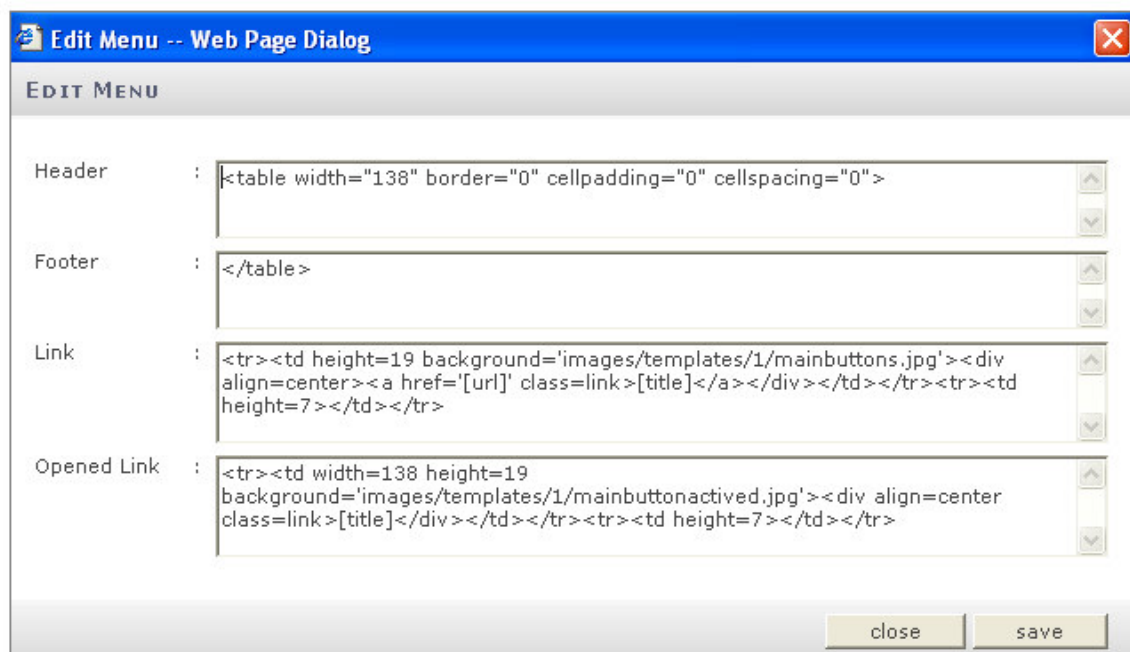 Edit Menu -- Web Page Dialog
EDIT MENU
Header : <table width="138" border="0" cellpadding="0" cellspacing="0">
Footer : </table>
Link : <tr><td height=19 background='images/templates/1/mainbuttons.jpg'><div
align=center><a href='[url]' class=link>[title]</a></div></td></tr><tr><td
height=7></td></tr>
Opened Link : <tr><td width=138 height=19
background='images/templates/1/mainbuttonactived.jpg'><div align=center
class=link>[title]</div></td></tr><tr><td height=7></td></tr>
close save